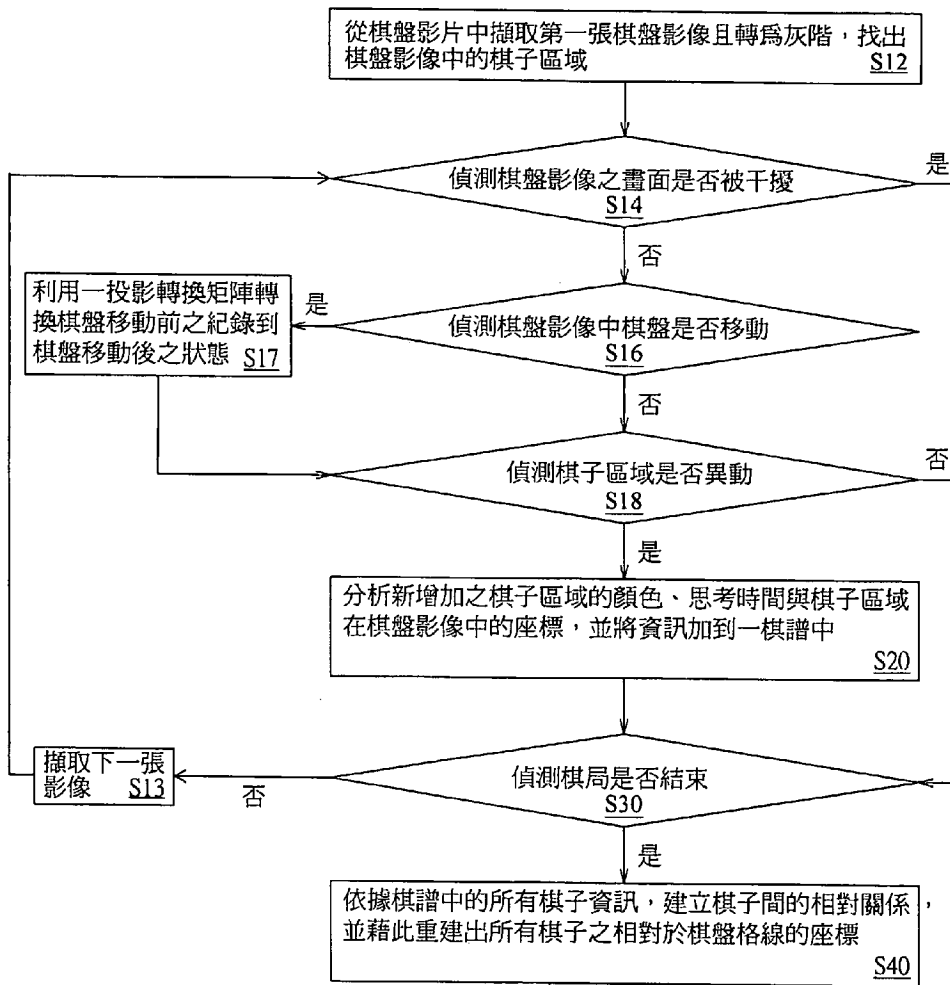 從棋盤影片中擷取第一張棋盤影像且轉為灰階，找出
棋盤影像中的棋子區域
S12
偵測棋盤影像之畫面是否被干擾
S14
是
否
利用一投影轉換矩陣轉
換棋盤移動前之紀錄到
棋盤移動後之狀態 S17
是
偵測棋盤影像中棋盤是否移動
S16
否
偵測棋子區域是否異動
S18
否
是
分析新增加之棋子區域的顏色、思考時間與棋子區域
在棋盤影像中的座標，並將資訊加到一棋譜中
S20
擷取下一張
影像 S13
否
偵測棋局是否結束
S30
是
依據棋譜中的所有棋子資訊，建立棋子間的相對關係，
並藉此重建出所有棋子之相對於棋盤格線的座標
S40